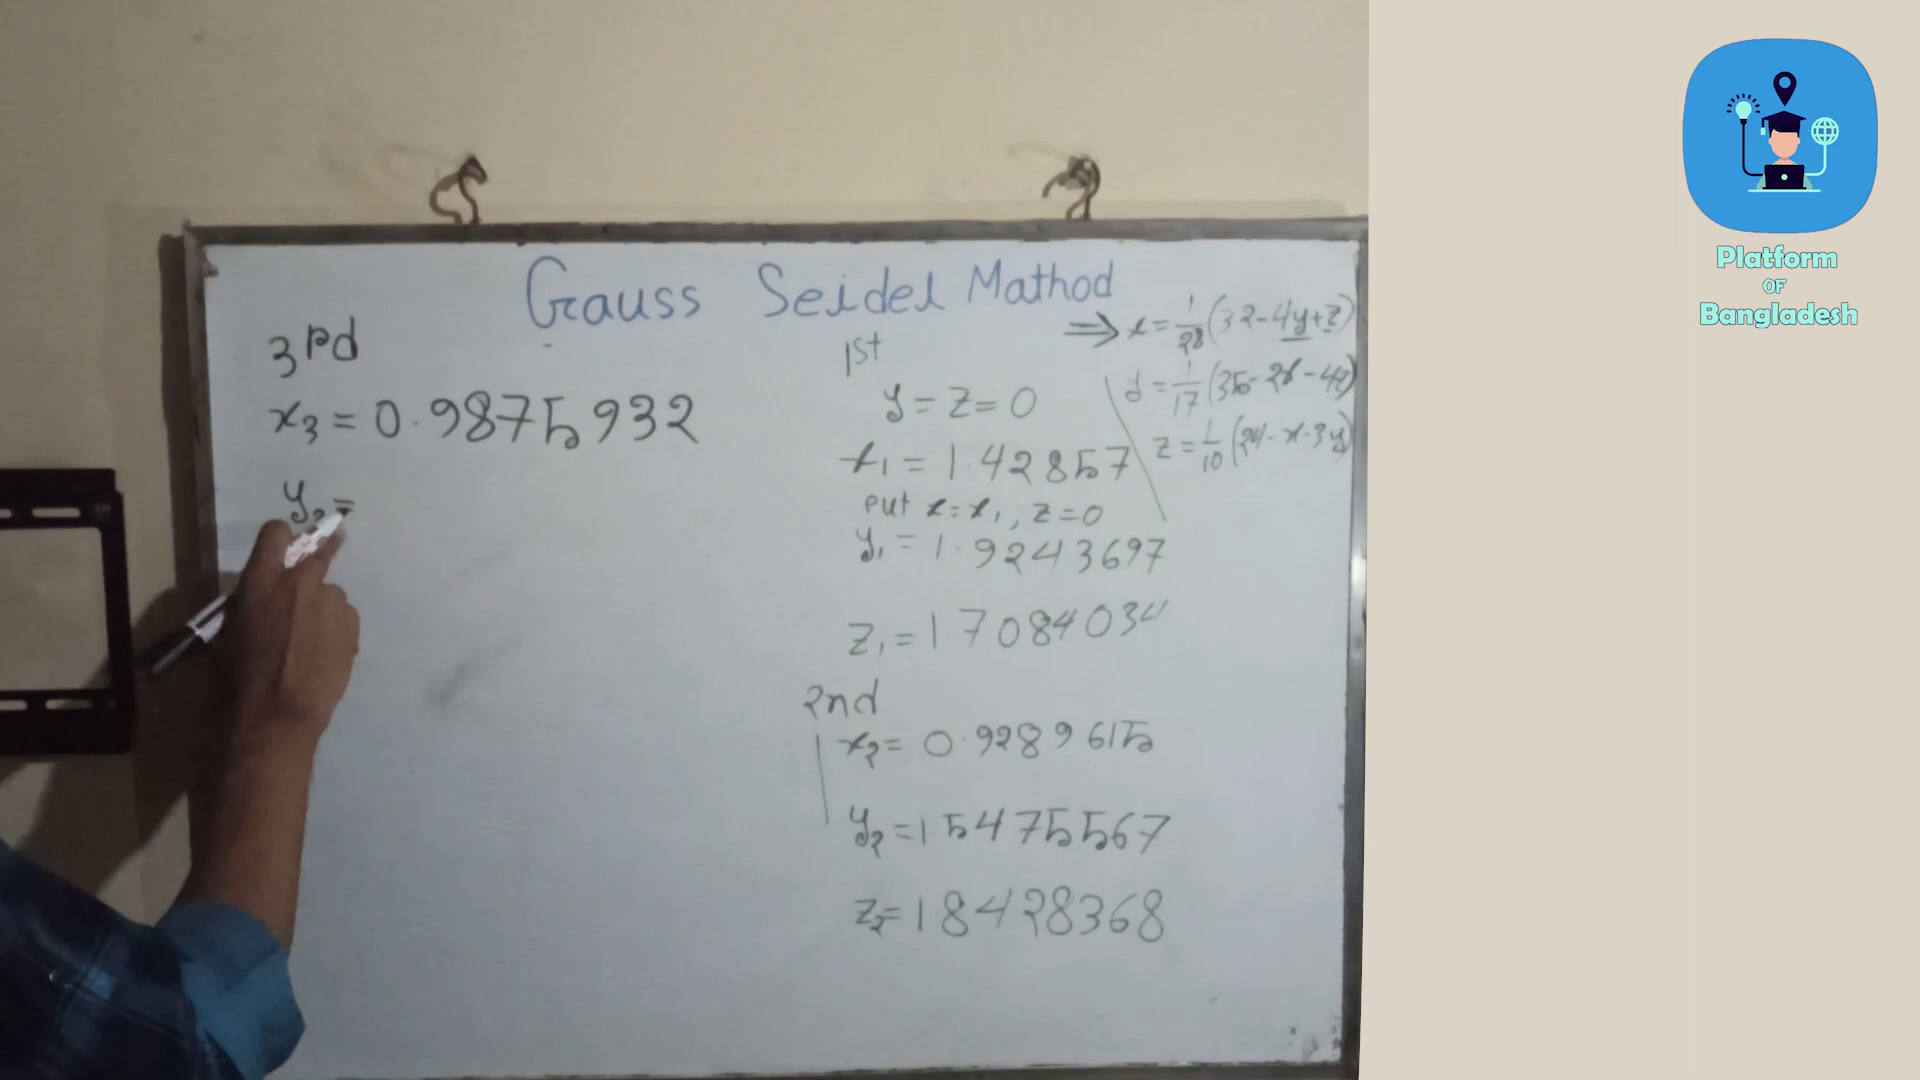 Gauss Seidel Mathod
3rd
x₃ = 0.9875932
y₃ =
1st
y = z = 0
x₁ = 1.42857
put x = x₁, z = 0
y₁ = 1.9243697
z₁ = 1.7084034
2nd
x₂ = 0.9289615
y₂ = 1.5475567
z₂ = 1.8428368
⇒ x = 1/28 (32 - 4y + z)
y = 1/17 (35 - 2x - 4z)
z = 1/10 (24 - x - 3y)
Platform
OF
Bangladesh